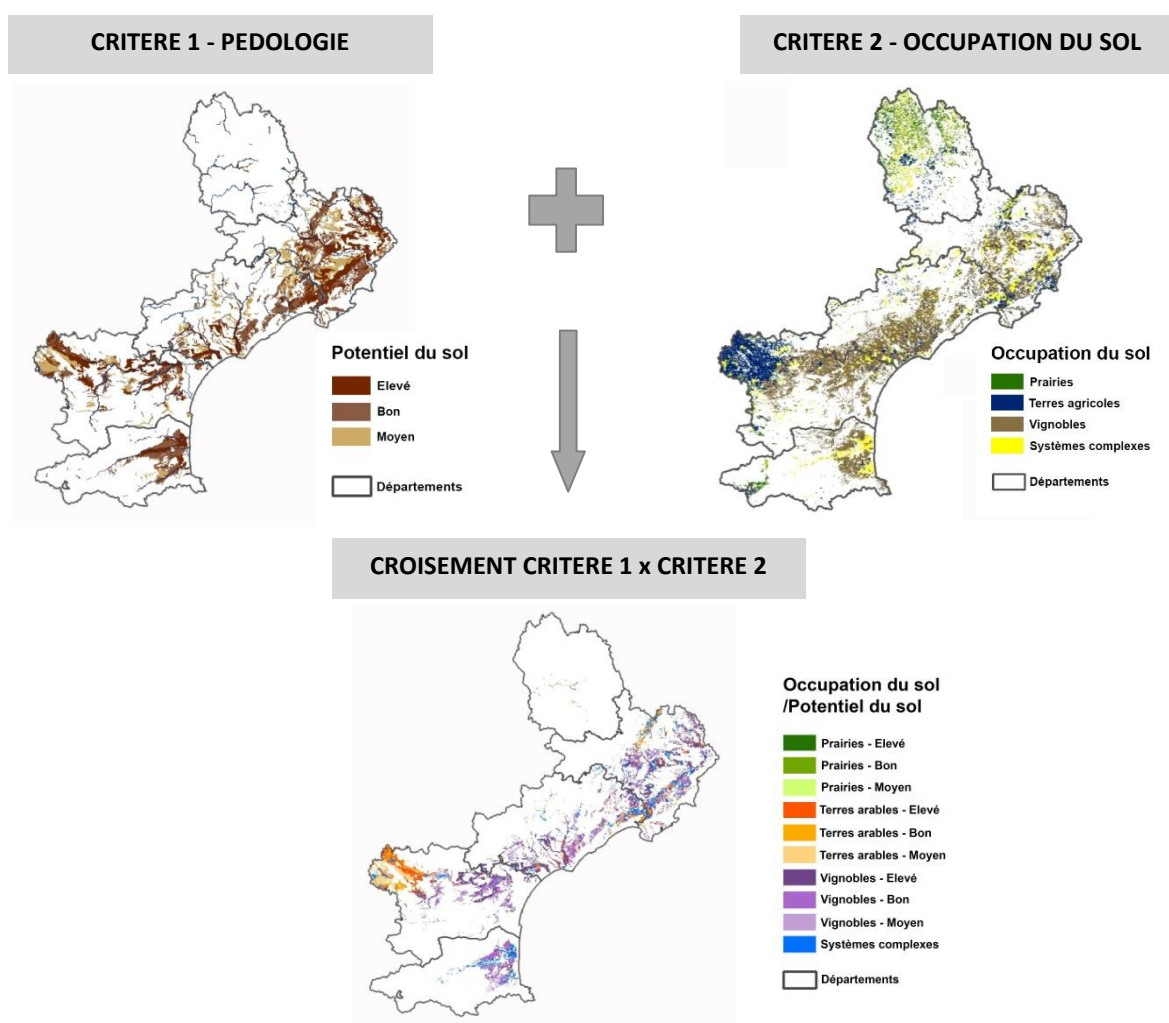 CRITERE 1 - PEDOLOGIE
CRITERE 2 - OCCUPATION DU SOL
Potentiel du sol
Elevé
Bon
Moyen
Départements
Occupation du sol
Prairies
Terres agricoles
Vignobles
Systèmes complexes
Départements
CROISEMENT CRITERE 1 x CRITERE 2
Occupation du sol
/Potentiel du sol
Prairies - Elevé
Prairies - Bon
Prairies - Moyen
Terres arables - Elevé
Terres arables - Bon
Terres arables - Moyen
Vignobles - Elevé
Vignobles - Bon
Vignobles - Moyen
Systèmes complexes
Départements